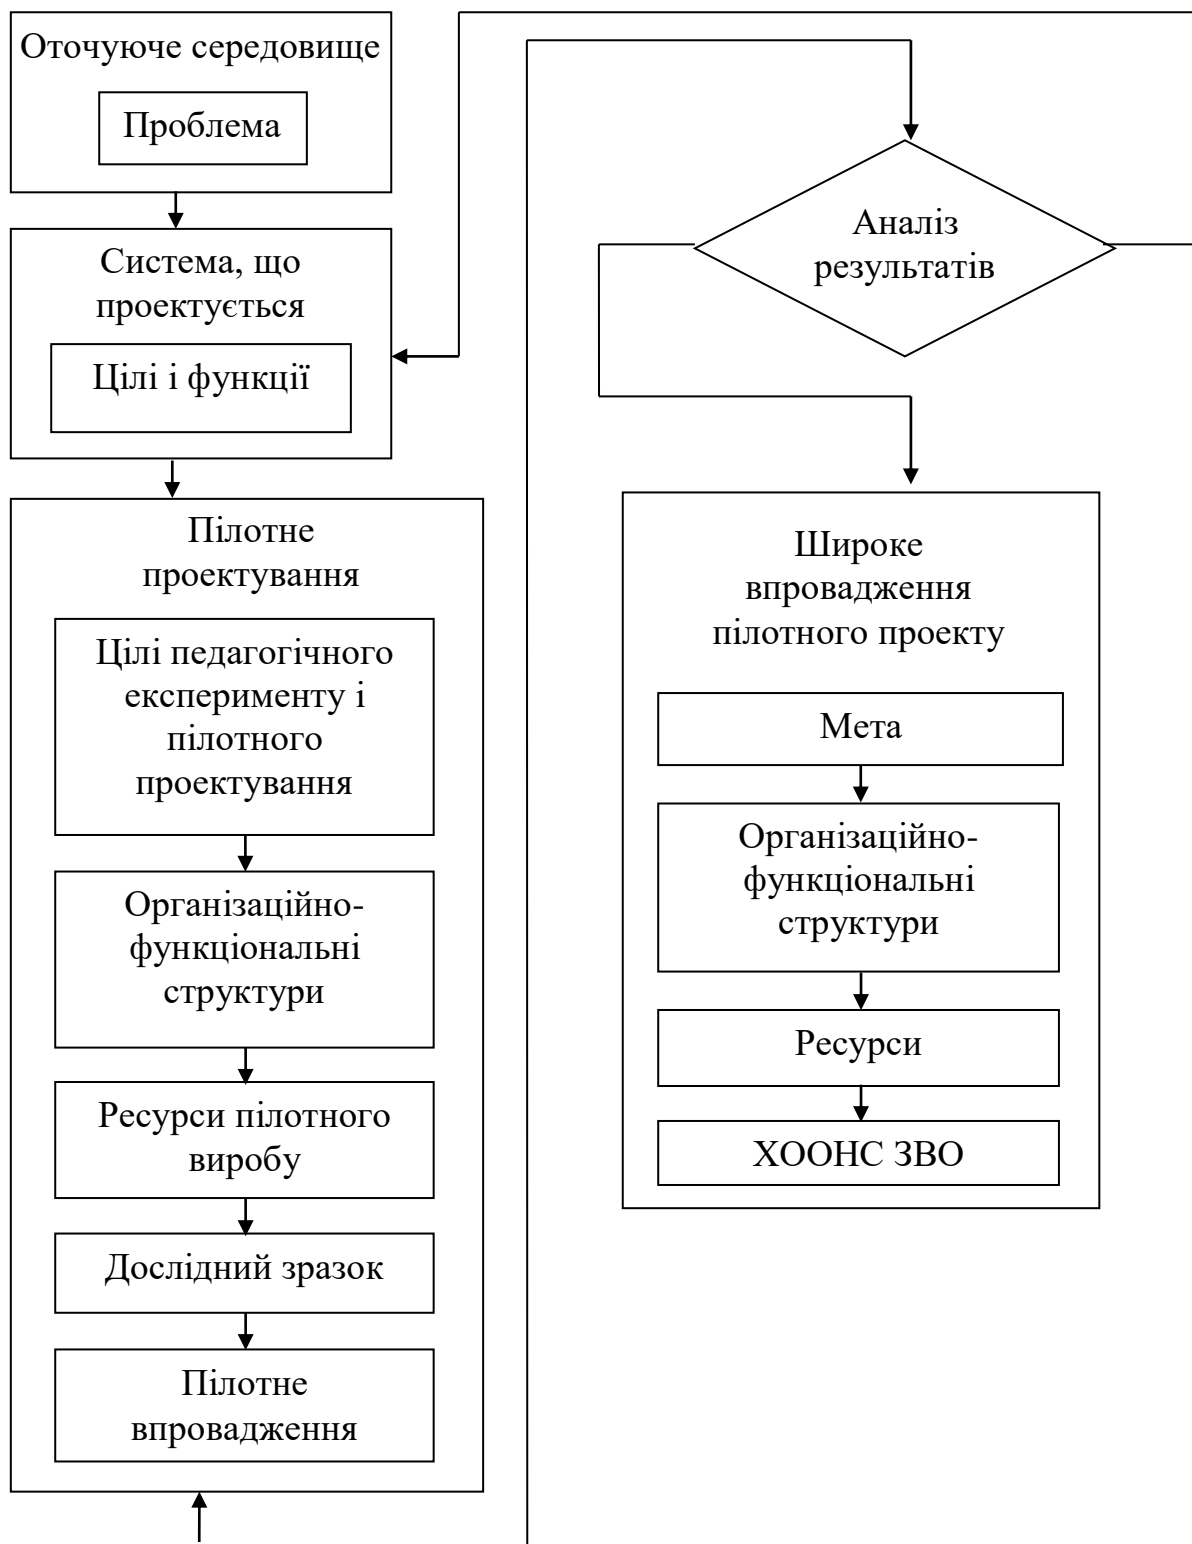 Оточуюче середовище
Проблема
Система, що
проектується
Цілі і функції
Пілотне
проектування
Цілі педагогічного
експерименту і
пілотного
проектування
Організаційно-
функціональні
структури
Ресурси пілотного
виробу
Дослідний зразок
Пілотне
впровадження
Аналіз
результатів
Широке
впровадження
пілотного проекту
Мета
Організаційно-
функціональні
структури
Ресурси
ХООНС ЗВО